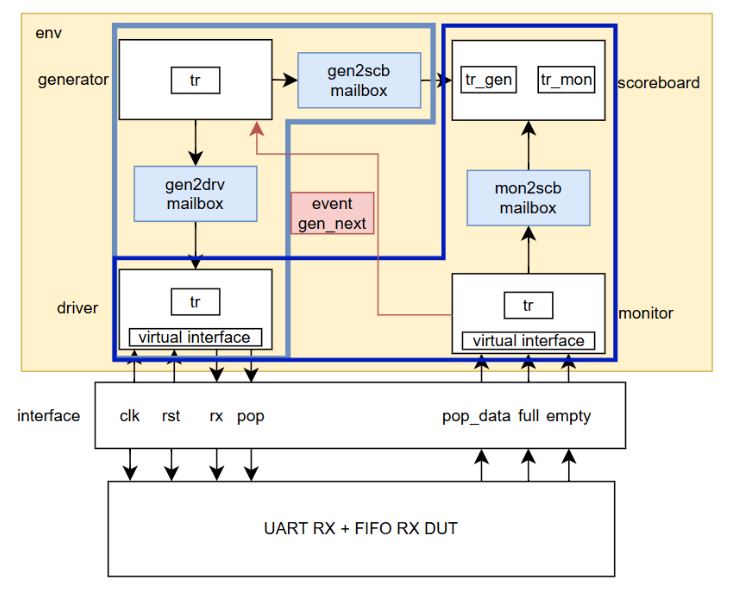 env
generator
tr
gen2scb
mailbox
tr_gen
tr_mon
scoreboard
gen2drv
mailbox
event
gen_next
mon2scb
mailbox
driver
tr
virtual interface
tr
virtual interface
monitor
interface
clk
rst
rx
pop
pop_data
full
empty
UART RX + FIFO RX DUT